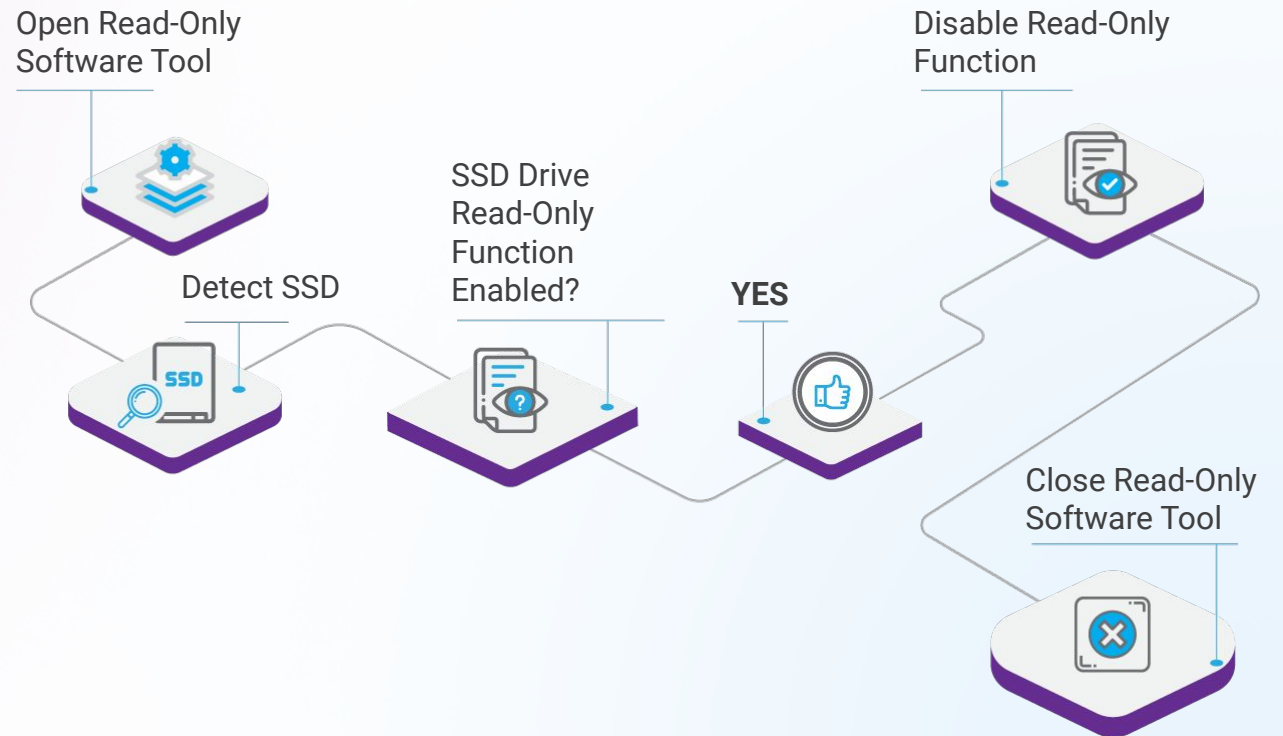 Open Read-Only
Software Tool
Detect SSD
SSD
SSD Drive
Read-Only
Function
Enabled?
?
YES
Disable Read-Only
Function
Close Read-Only
Software Tool